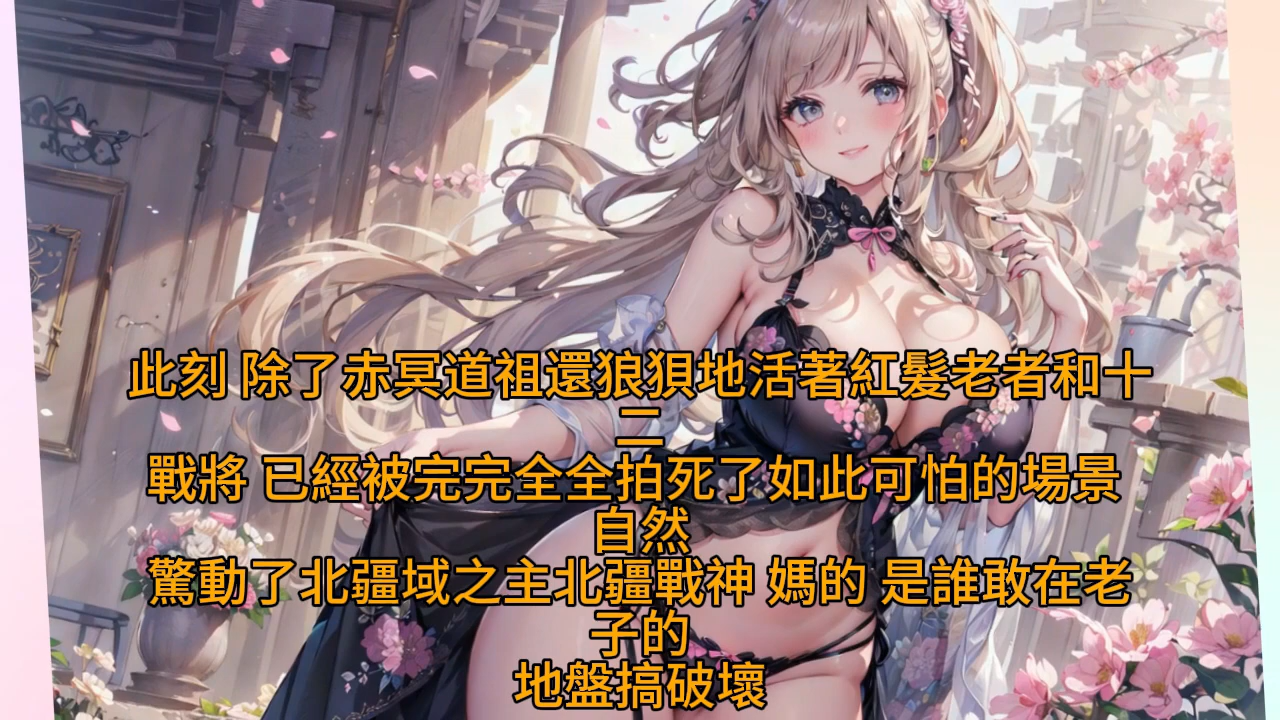 此刻 除了赤冥道祖還狼狽地活著紅髮老者和十
二
戰將 已經被完完全全拍死了如此可怕的場景
自然
驚動了北疆域之主北疆戰神 媽的 是誰敢在老
子的
地盤搞破壞